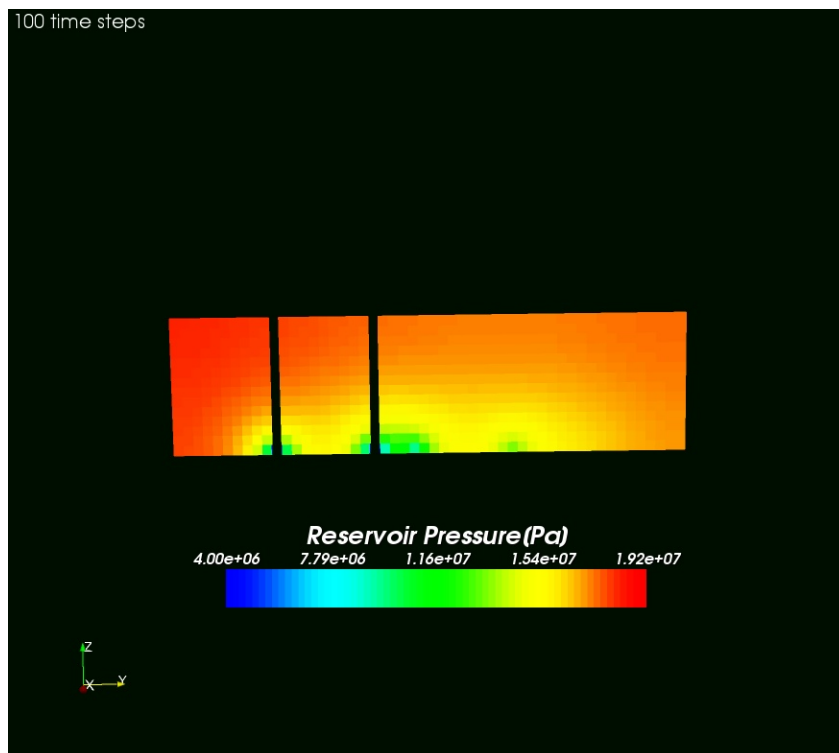 100 time steps
Reservoir Pressure(Pa)
4.00e+06 7.79e+06 1.16e+07 1.54e+07 1.92e+07
Z
X Y